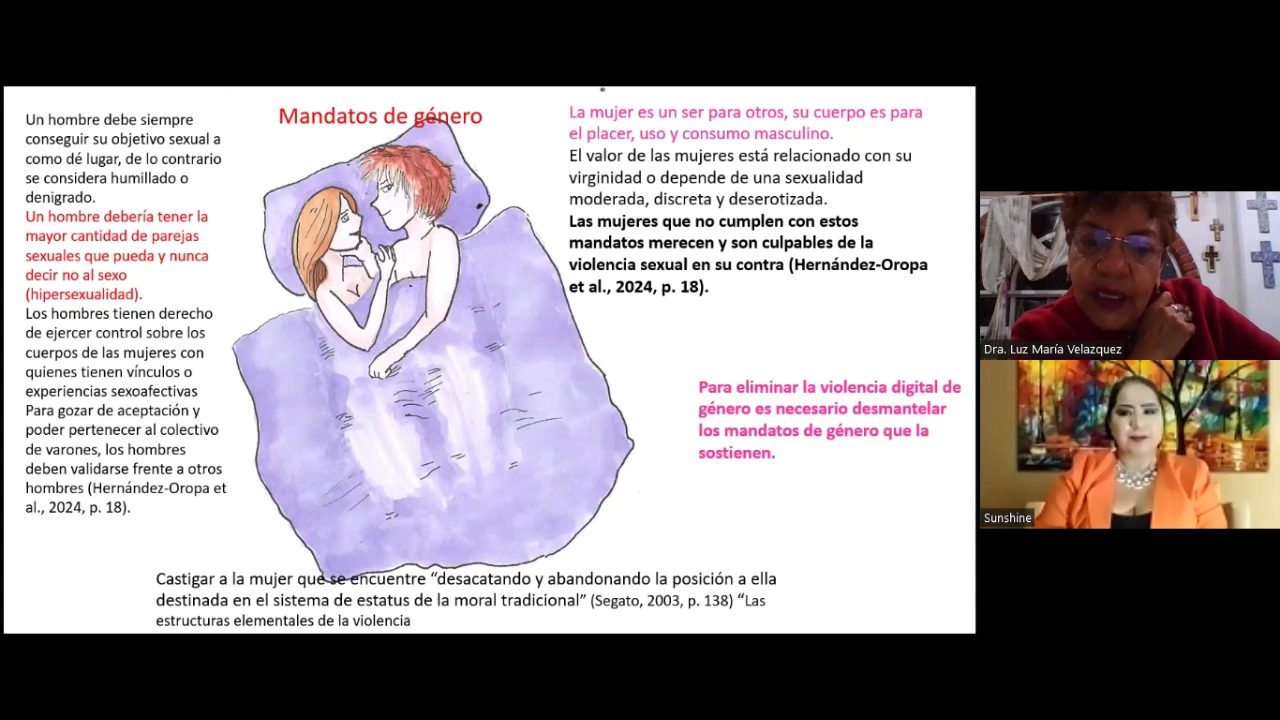 Mandatos de género
Un hombre debe siempre
conseguir su objetivo sexual a
como dé lugar, de lo contrario
se considera humillado o
denigrado.
Un hombre debería tener la
mayor cantidad de parejas
sexuales que pueda y nunca
decir no al sexo
(hipersexualidad).
Los hombres tienen derecho
de ejercer control sobre los
cuerpos de las mujeres con
quienes tienen vínculos o
experiencias sexoafectivas
Para gozar de aceptación y
poder pertenecer al colectivo
de varones, los hombres
deben validarse frente a otros
hombres (Hernández-Oropa et
al., 2024, p. 18).
La mujer es un ser para otros, su cuerpo es para
el placer, uso y consumo masculino.
El valor de las mujeres está relacionado con su
virginidad o depende de una sexualidad
moderada, discreta y deserotizada.
Las mujeres que no cumplen con estos
mandatos merecen y son culpables de la
violencia sexual en su contra (Hernández-Oropa
et al., 2024, p. 18).
Para eliminar la violencia digital de
género es necesario desmantelar
los mandatos de género que la
sostienen.
Castigar a la mujer que se encuentre “desacatando y abandonando la posición a ella
destinada en el sistema de estatus de la moral tradicional” (Segato, 2003, p. 138) “Las
estructuras elementales de la violencia
Dra. Luz María Velazquez
Sunshine